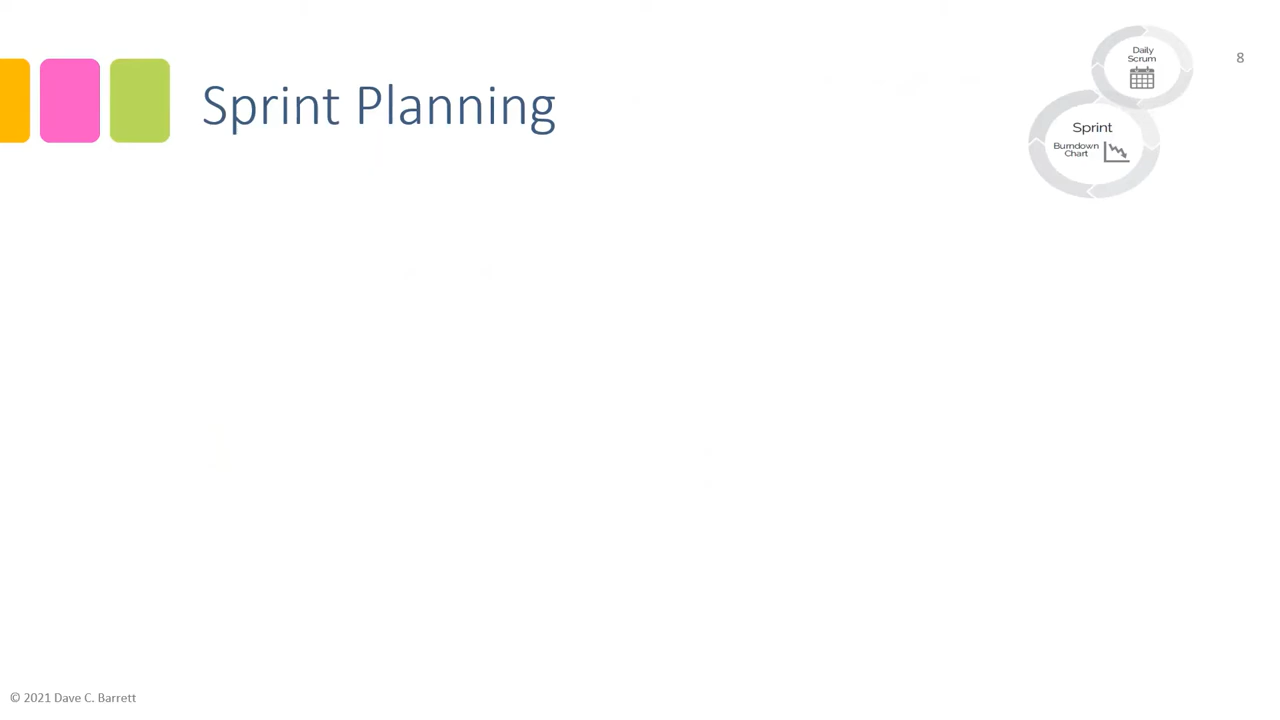 Sprint Planning
Daily
Scrum
Sprint
Burndown
Chart
8
© 2021 Dave C. Barrett